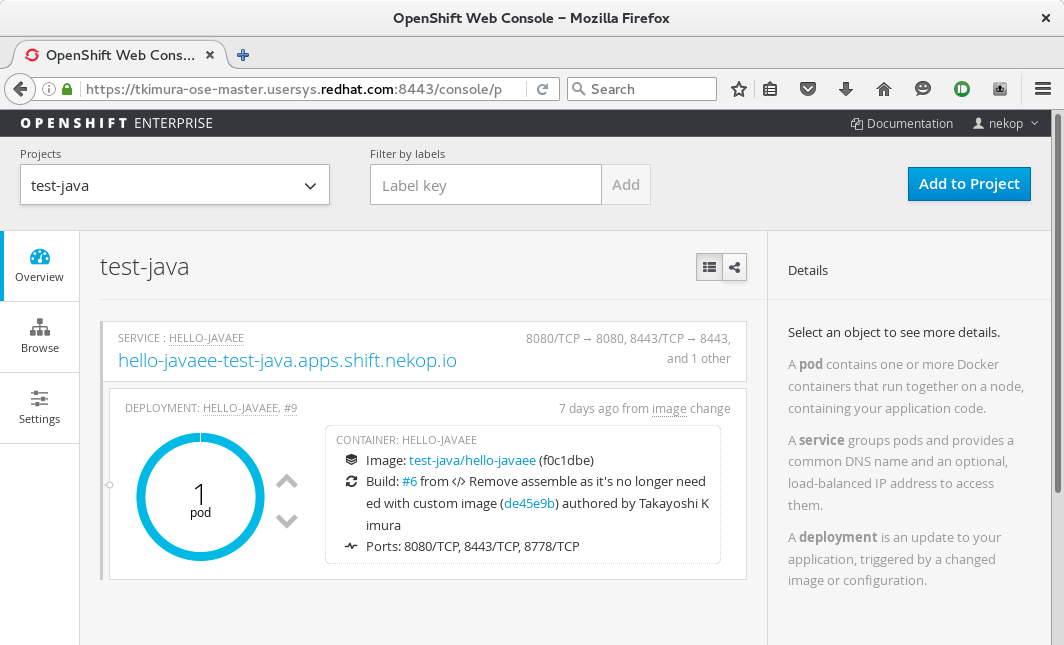 OpenShift Web Console – Mozilla Firefox
OpenShift Web Cons...
https://tkimura-ose-master.usersys.redhat.com:8443/console/p
Search
OPENSHIFT ENTERPRISE
Documentation
nekop
Projects
Filter by labels
test-java
Label key
Add
Add to Project
Overview
Browse
Settings
test-java
SERVICE : HELLO-JAVAEE
8080/TCP → 8080, 8443/TCP → 8443,
and 1 other
hello-javaee-test-java.apps.shift.nekop.io
DEPLOYMENT: HELLO-JAVAEE, #9
7 days ago from image change
1
pod
CONTAINER: HELLO-JAVAEE
Image: test-java/hello-javaee (f0c1dbe)
Build: #6 from </> Remove assemble as it's no longer need
ed with custom image (de45e9b) authored by Takayoshi K
imura
Ports: 8080/TCP, 8443/TCP, 8778/TCP
Details
Select an object to see more details.
A pod contains one or more Docker
containers that run together on a node,
containing your application code.
A service groups pods and provides a
common DNS name and an optional,
load-balanced IP address to access
them.
A deployment is an update to your
application, triggered by a changed
image or configuration.